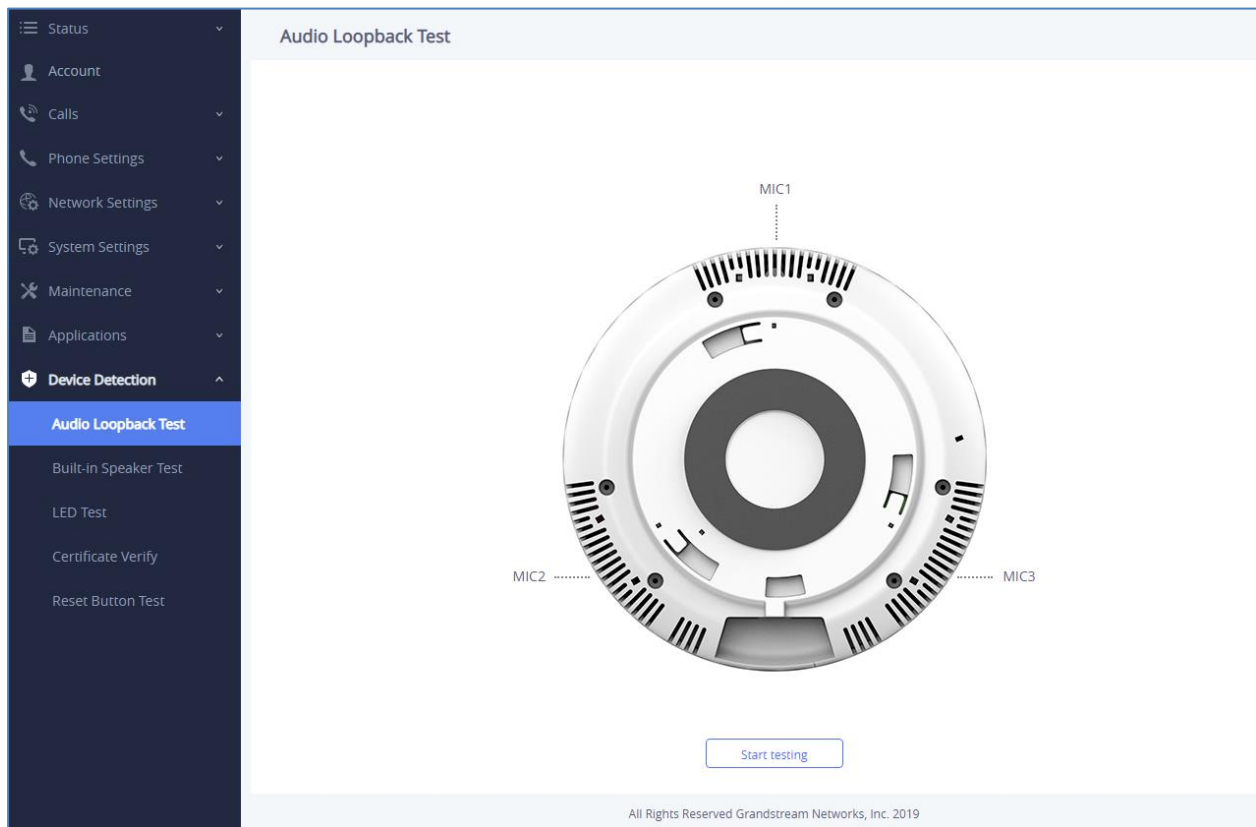 Status
Account
Calls
Phone Settings
Network Settings
System Settings
Maintenance
Applications
Device Detection
Audio Loopback Test
Built-in Speaker Test
LED Test
Certificate Verify
Reset Button Test
Audio Loopback Test
MIC1
MIC2
MIC3
Start testing
All Rights Reserved Grandstream Networks, Inc. 2019